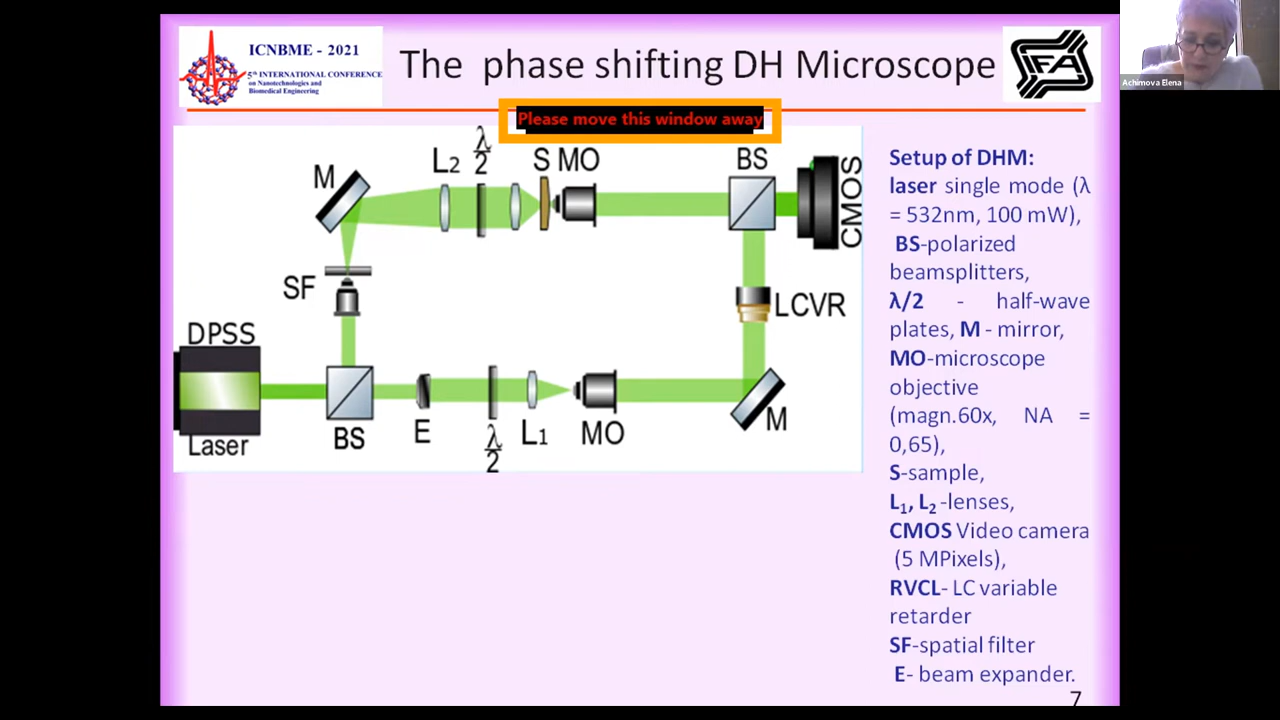 ICNBME - 2021
5th INTERNATIONAL CONFERENCE
on Nanotechnologies and
Biomedical Engineering
The phase shifting DH Microscope
IFA
Achimova Elena
Please move this window away
M
L2
λ/2
S MO
BS
CMOS
SF
LCVR
DPSS
Laser
BS
E
λ/2
L1
MO
M
Setup of DHM:
laser single mode (λ
= 532nm, 100 mW),
BS-polarized
beamsplitters,
λ/2 - half-wave
plates, M - mirror,
MO-microscope
objective
(magn.60x, NA =
0,65),
S-sample,
L1, L2 -lenses,
CMOS Video camera
(5 MPixels),
RVCL- LC variable
retarder
SF-spatial filter
E- beam expander.
7